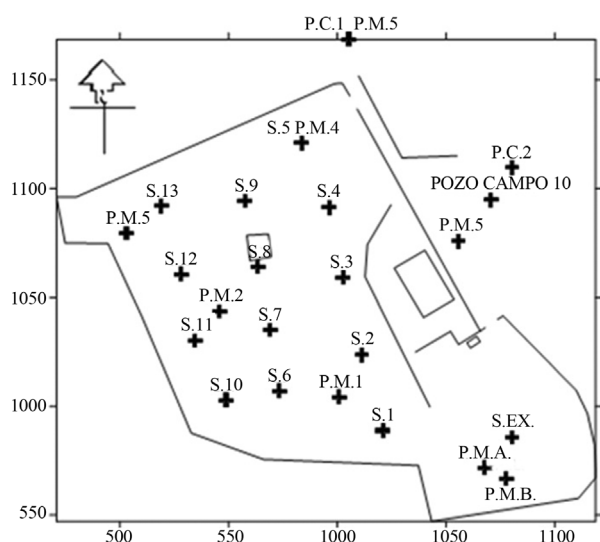 P.C.1 P.M.5
1150
S.5 P.M.4
P.C.2
1100
S.13
S.9
S.4
POZO CAMPO 10
P.M.5
P.M.5
S.12
S.8
S.3
1050
P.M.2
S.11
S.7
S.2
S.10
S.6
P.M.1
1000
S.1
S.EX.
P.M.A.
P.M.B.
550
500
550
1000
1050
1100